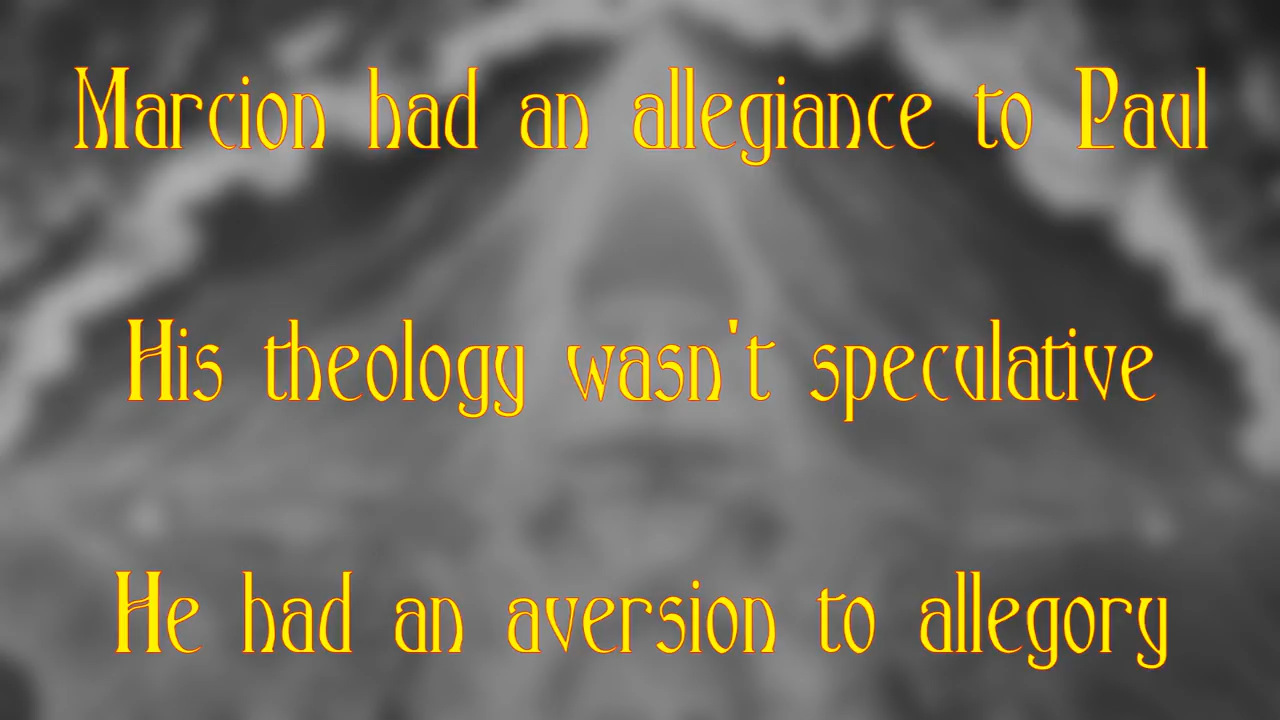 Marcion had an allegiance to Paul
His theology wasn't speculative
He had an aversion to allegory